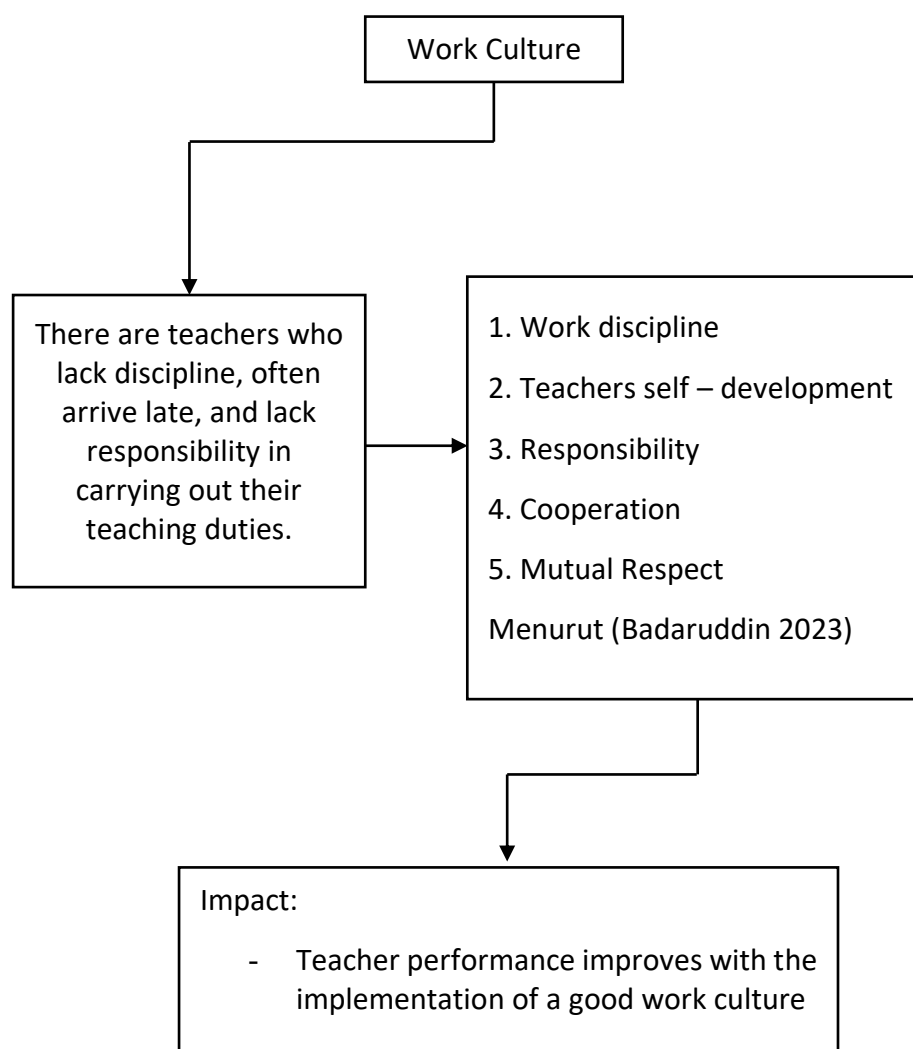 Work Culture
There are teachers who
lack discipline, often
arrive late, and lack
responsibility in
carrying out their
teaching duties.
1. Work discipline
2. Teachers self – development
3. Responsibility
4. Cooperation
5. Mutual Respect
Menurut (Badaruddin 2023)
Impact:
- Teacher performance improves with the
implementation of a good work culture